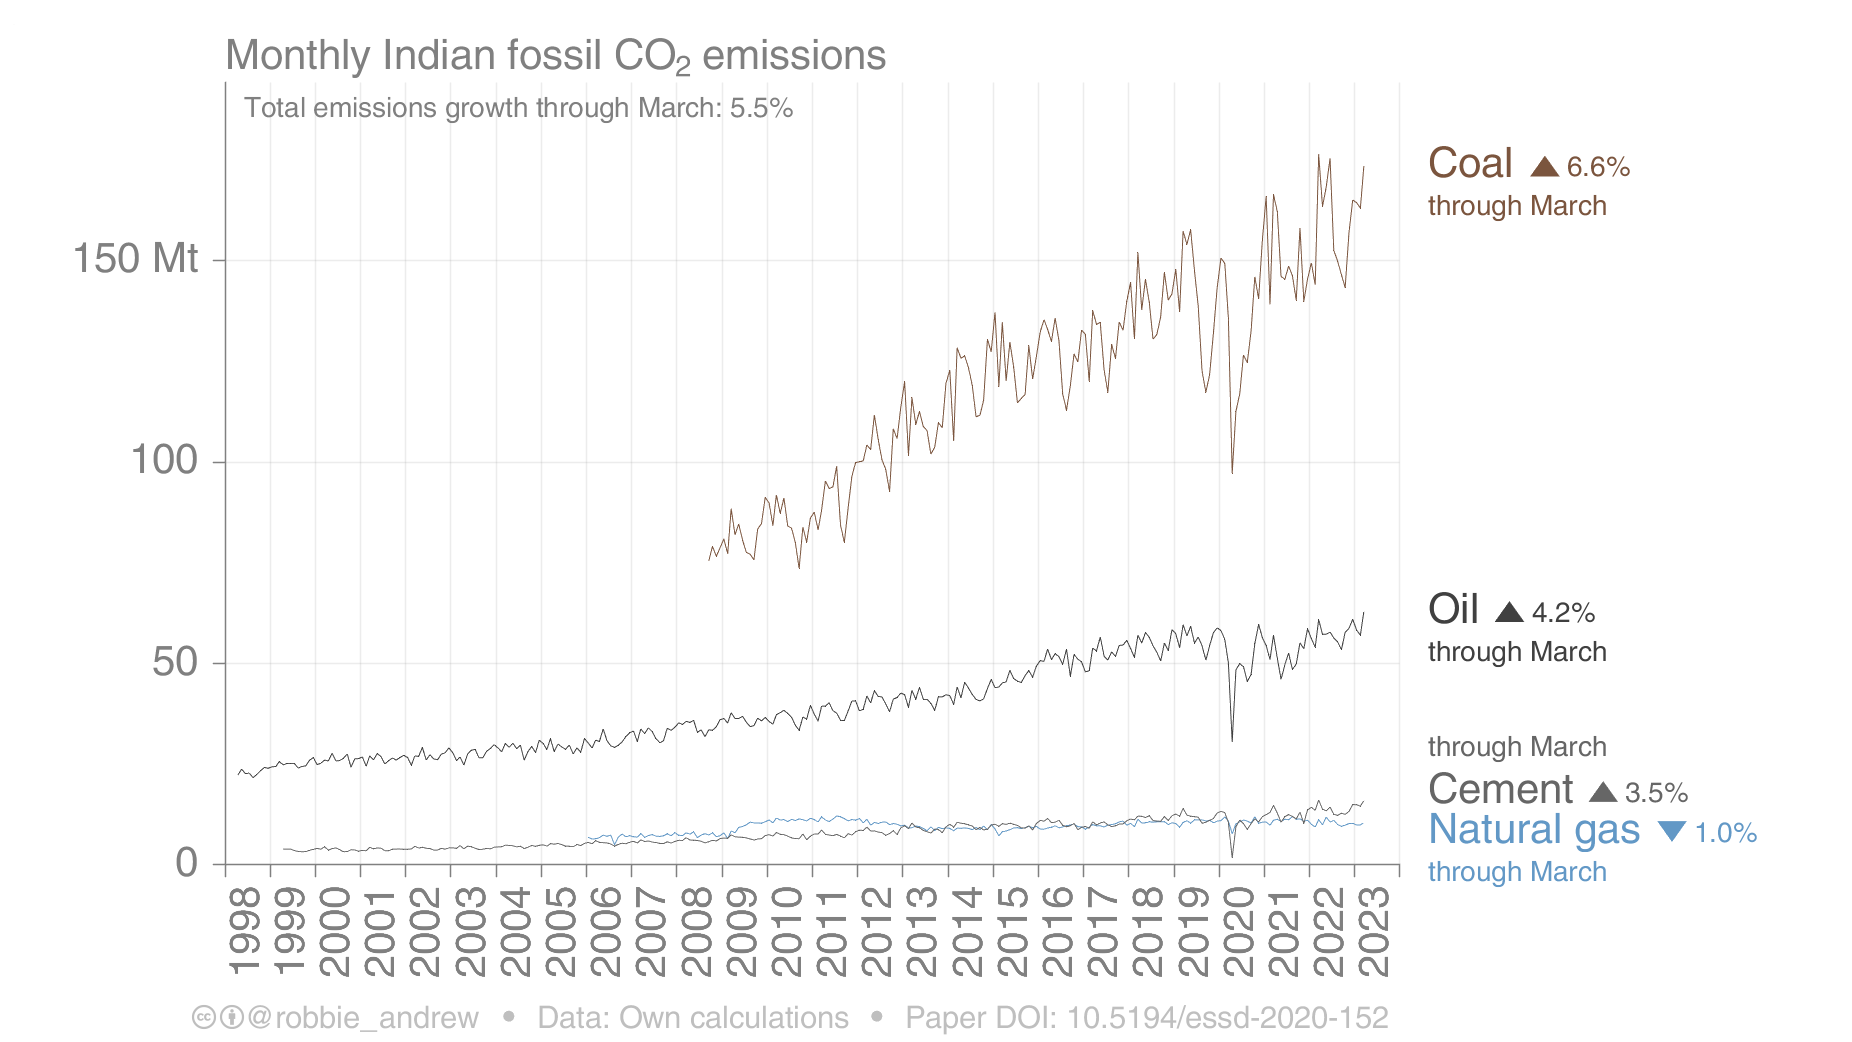 Monthly Indian fossil CO₂ emissions
Total emissions growth through March: 5.5%
150 Mt
100
50
0
Coal ▲ 6.6%
through March
Oil ▲ 4.2%
through March
through March
Cement ▲ 3.5%
Natural gas ▼ 1.0%
through March
1998 1999 2000 2001 2002 2003 2004 2005 2006 2007 2008 2009 2010 2011 2012 2013 2014 2015 2016 2017 2018 2019 2020 2021 2022 2023
@robbie_andrew • Data: Own calculations • Paper DOI: 10.5194/essd-2020-152